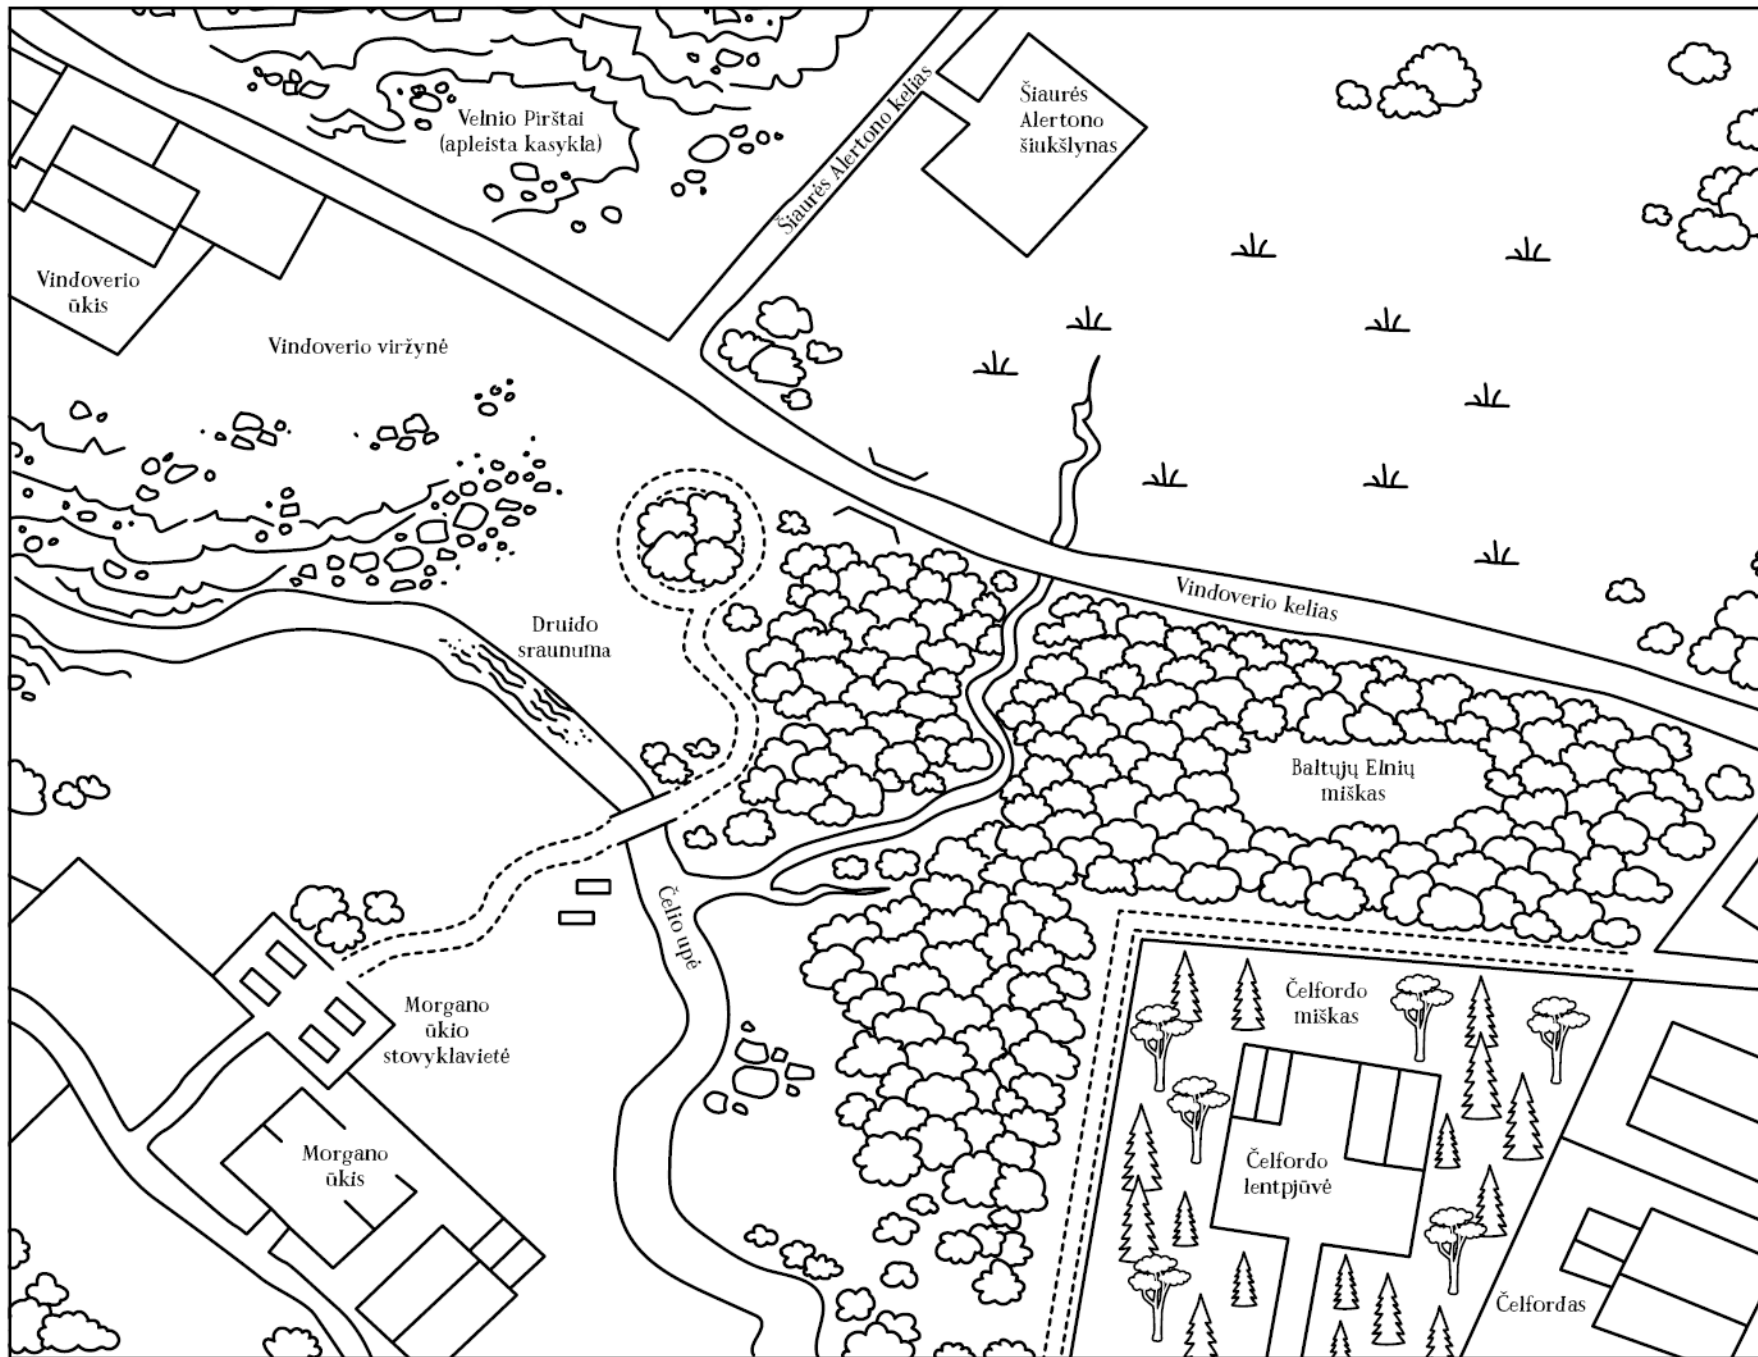 Velnio Pirštai
(apleista kasykla)
Šiaurės Alertono kelias
Šiaurės
Alertono
šiukšlynas
Vindoverio
ūkis
Vindoverio viržynė
Druido
sraunuma
Vindoverio kelias
Baltųjų Elnių
miškas
Čelio upė
Morgano
ūkio
stovyklavietė
Čelfordo
miškas
Morgano
ūkis
Čelfordo
lentpjūvė
Čelfordas